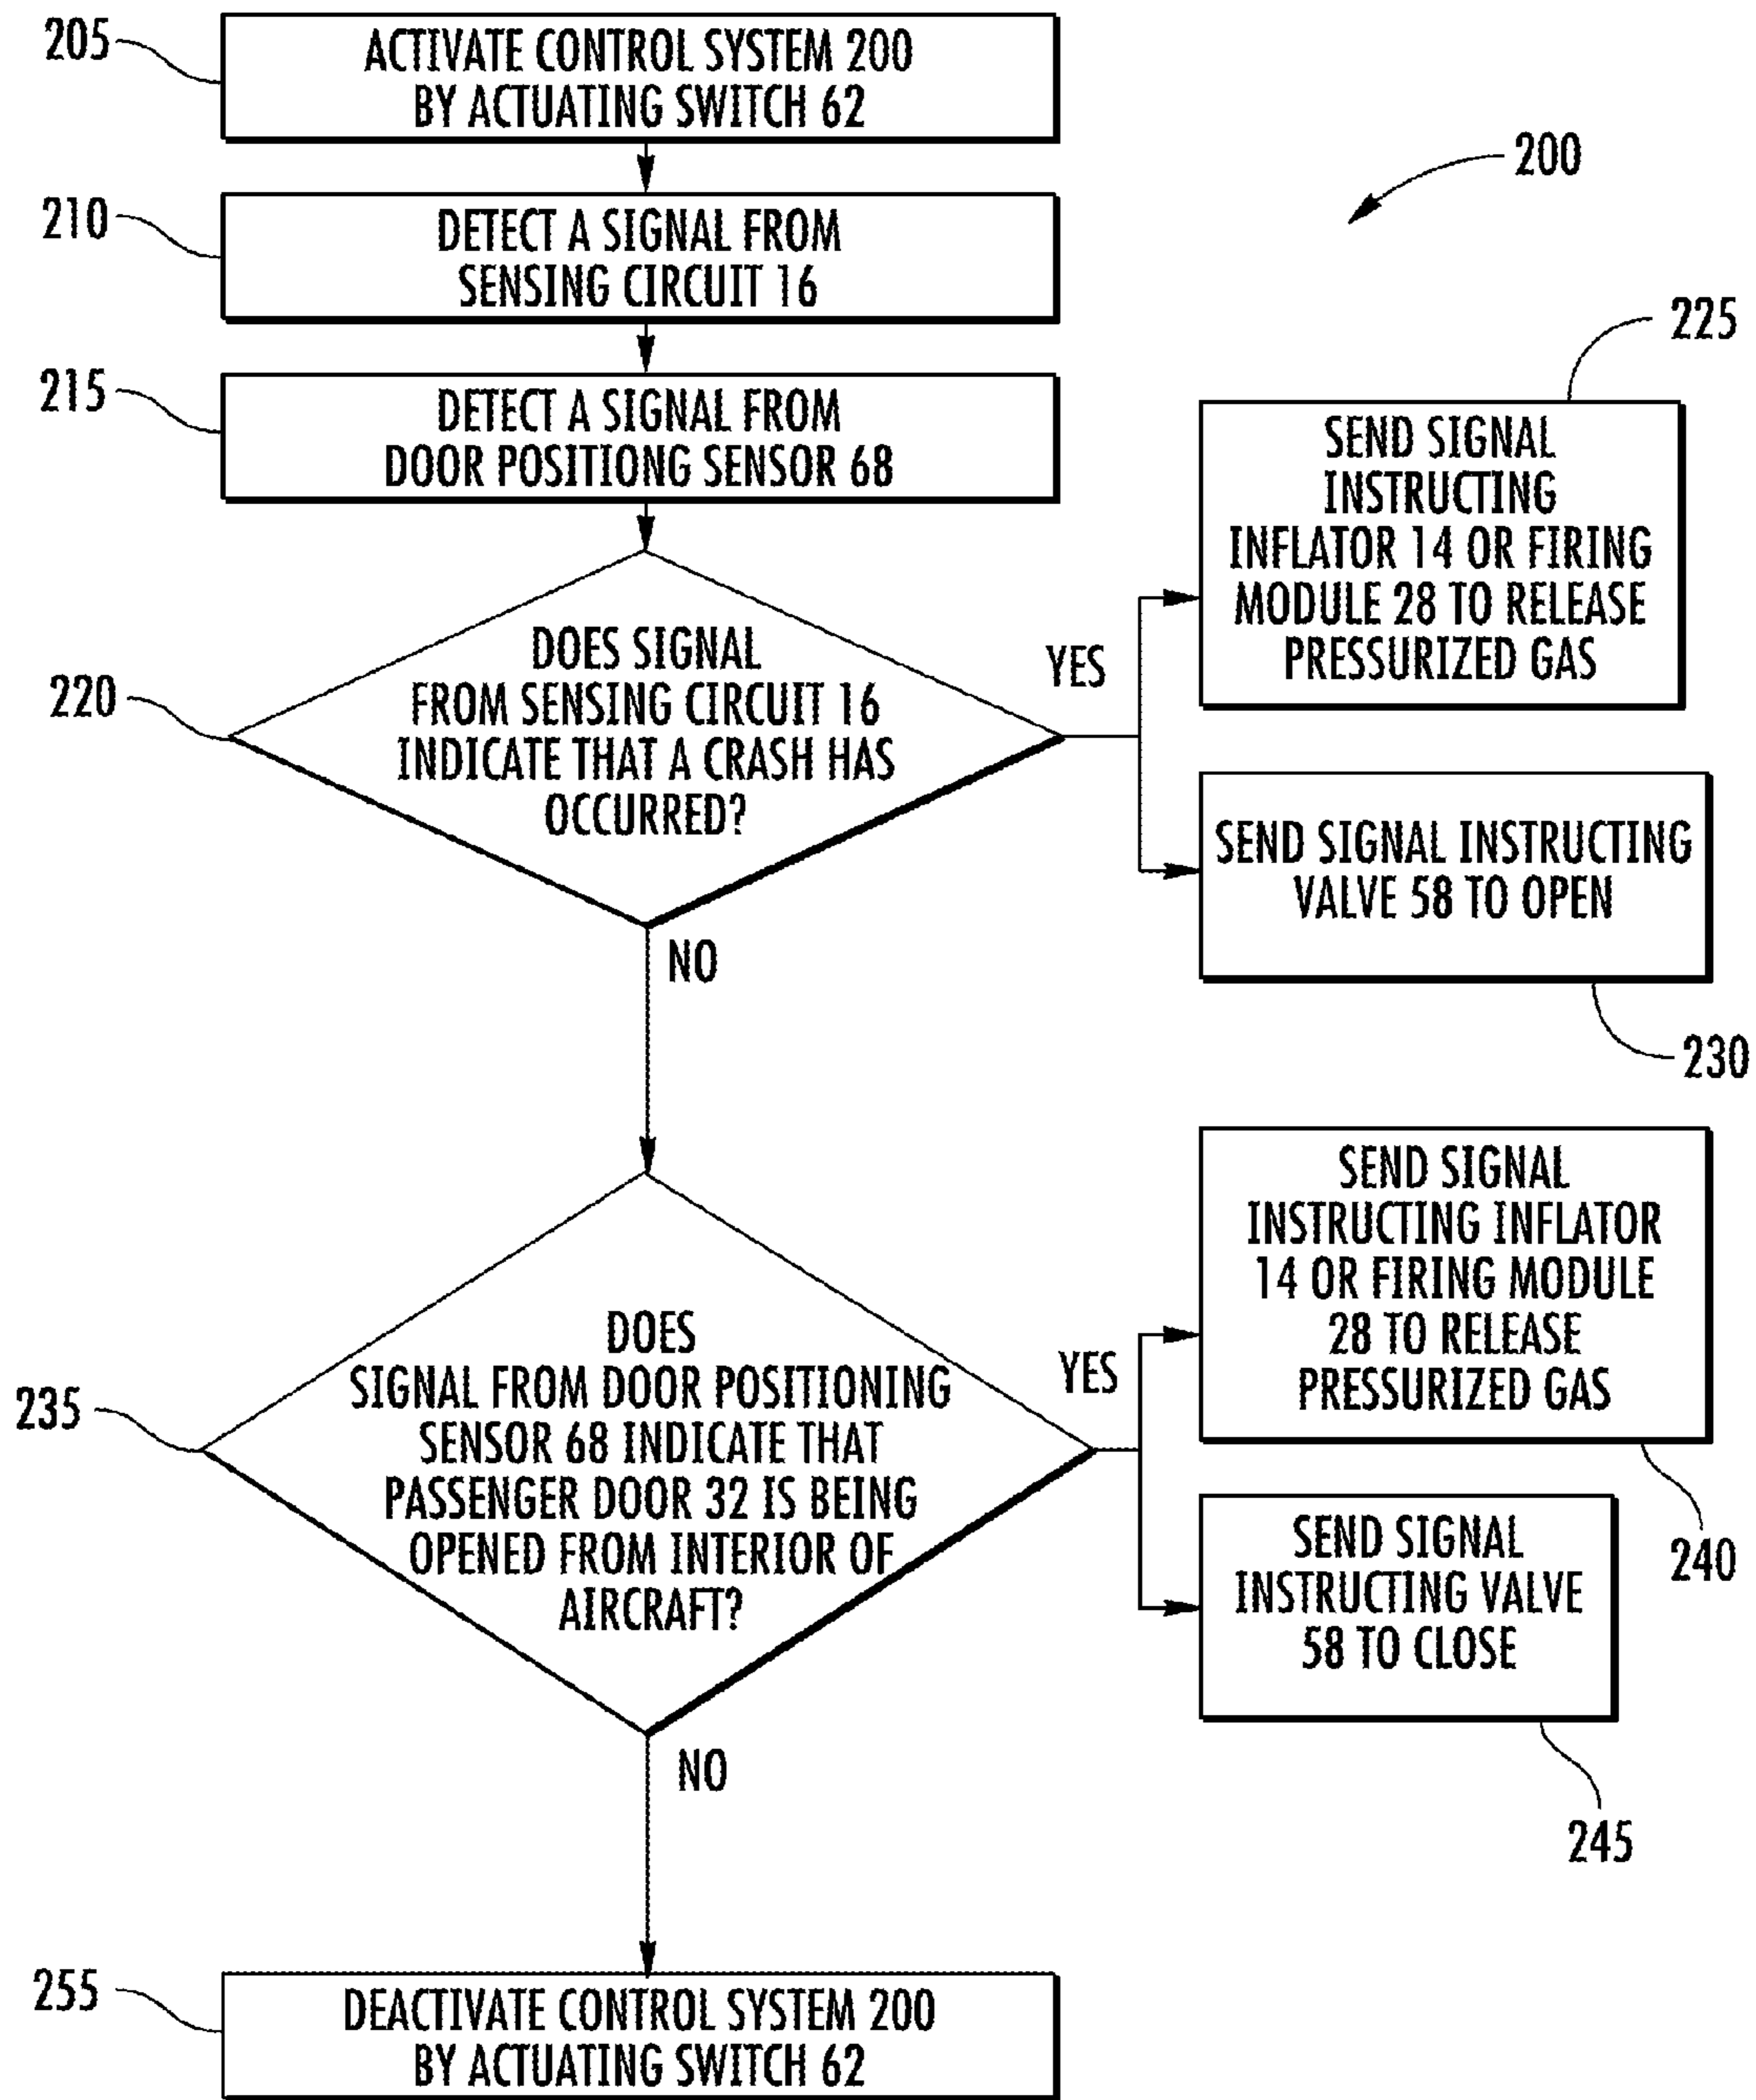 205
ACTIVATE CONTROL SYSTEM 200
BY ACTUATING SWITCH 62
200
210
DETECT A SIGNAL FROM
SENSING CIRCUIT 16
215
DETECT A SIGNAL FROM
DOOR POSITIONG SENSOR 68
220
DOES SIGNAL
FROM SENSING CIRCUIT 16
INDICATE THAT A CRASH HAS
OCCURRED?
YES
NO
225
SEND SIGNAL
INSTRUCTING
INFLATOR 14 OR FIRING
MODULE 28 TO RELEASE
PRESSURIZED GAS
SEND SIGNAL INSTRUCTING
VALVE 58 TO OPEN
230
235
DOES
SIGNAL FROM DOOR POSITIONING
SENSOR 68 INDICATE THAT
PASSENGER DOOR 32 IS BEING
OPENED FROM INTERIOR OF
AIRCRAFT?
YES
NO
SEND SIGNAL
INSTRUCTING INFLATOR
14 OR FIRING MODULE
28 TO RELEASE
PRESSURIZED GAS
240
SEND SIGNAL
INSTRUCTING VALVE
58 TO CLOSE
245
255
DEACTIVATE CONTROL SYSTEM 200
BY ACTUATING SWITCH 62